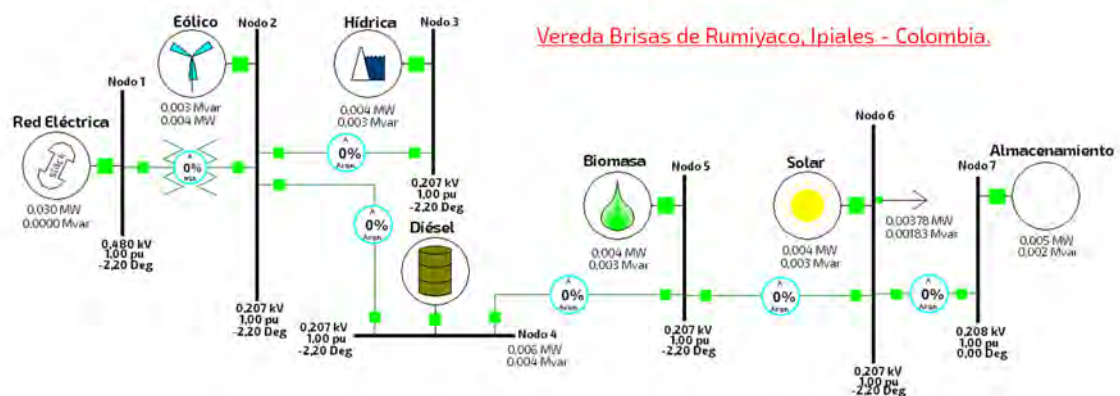 Vereda Brisas de Rumiyaco, Ipiales - Colombia.
Nodo 1
Red Eléctrica
slack
0,030 MW
0,0000 Mvar
0,480 kV
1,00 pu
-2,20 Deg
A
0%
Eólico
0,003 Mvar
0,004 MW
Nodo 2
0,207 kV
1,00 pu
-2,20 Deg
Hídrica
0,004 MW
0,003 Mvar
A
0%
Nodo 3
0,207 kV
1,00 pu
-2,20 Deg
A
0%
Diésel
0,207 kV
1,00 pu
-2,20 Deg
Nodo 4
0,006 MW
0,004 Mvar
A
0%
Biomasa
0,004 MW
0,003 Mvar
Nodo 5
0,207 kV
1,00 pu
-2,20 Deg
A
0%
Solar
0,004 MW
0,003 Mvar
Nodo 6
0,00378 MW
0,00183 Mvar
0,207 kV
1,00 pu
-2,20 Deg
A
0%
Nodo 7
Almacenamiento
0,005 MW
0,002 Mvar
0,208 kV
1,00 pu
0,00 Deg